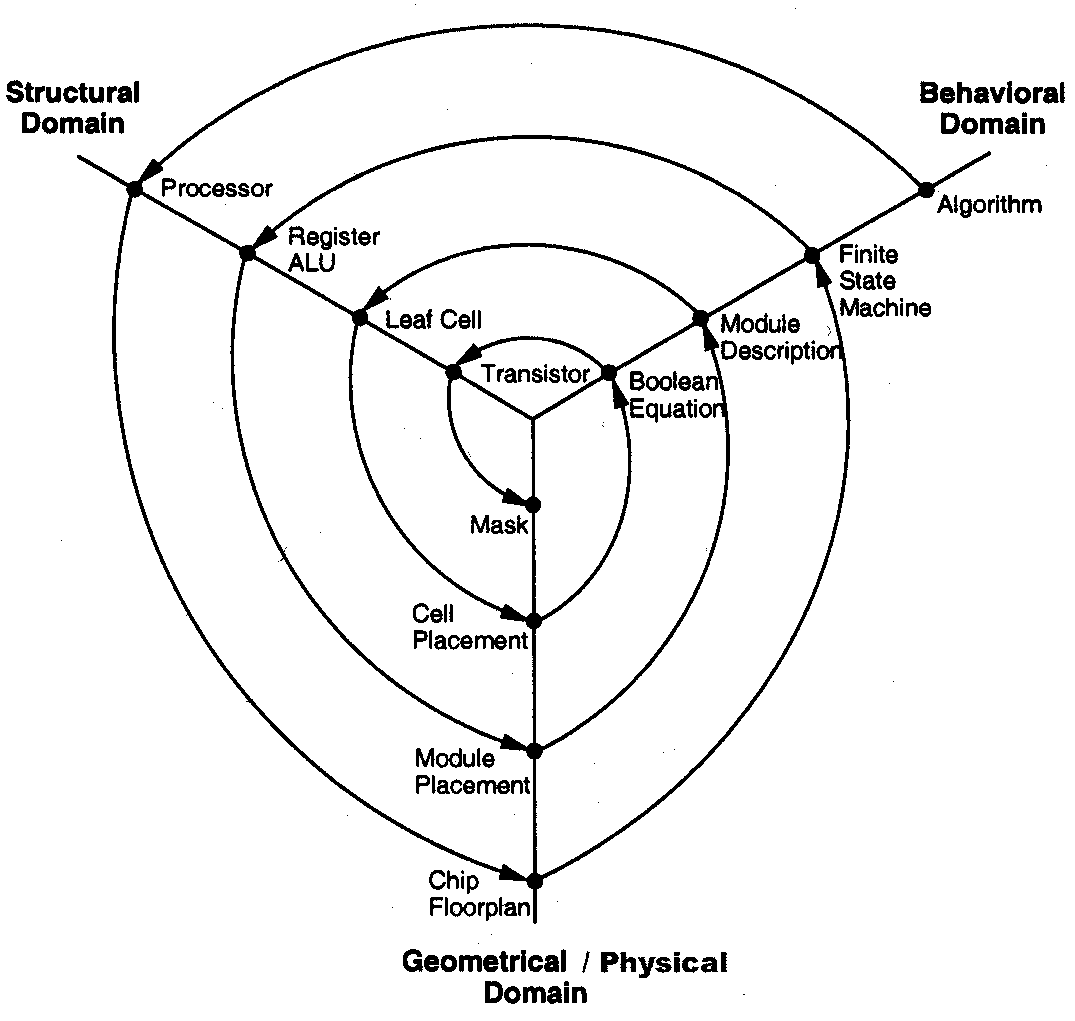 Structural
Domain
Behavioral
Domain
Processor
Algorithm
Register
ALU
Finite
State
Machine
Leaf Cell
Module
Description
Transistor
Boolean
Equation
Mask
Cell
Placement
Module
Placement
Chip
Floorplan
Geometrical / Physical
Domain